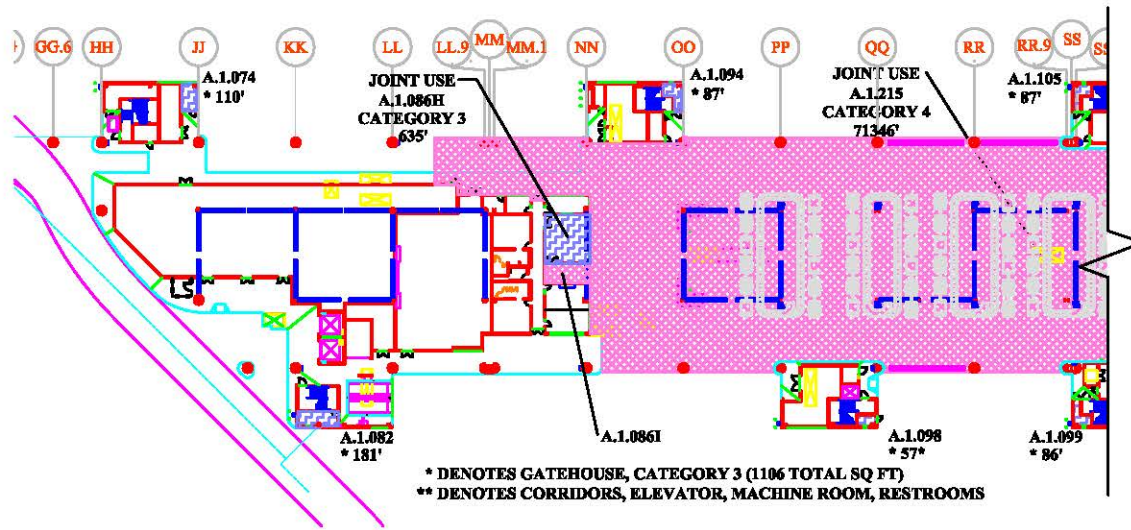 GG.6 HH JJ KK LL LL.9 MM MM.1 NN OO PP QQ RR RR.9 SS
A.1.074
* 110'
JOINT USE
A.1.086H
CATEGORY 3
635'
A.1.094
* 87'
JOINT USE
A.1.215
CATEGORY 4
71346'
A.1.105
* 87'
A.1.082
* 181'
A.1.086I
A.1.098
* 57*
A.1.099
* 86'
* DENOTES GATEHOUSE, CATEGORY 3 (1106 TOTAL SQ FT)
** DENOTES CORRIDORS, ELEVATOR, MACHINE ROOM, RESTROOMS